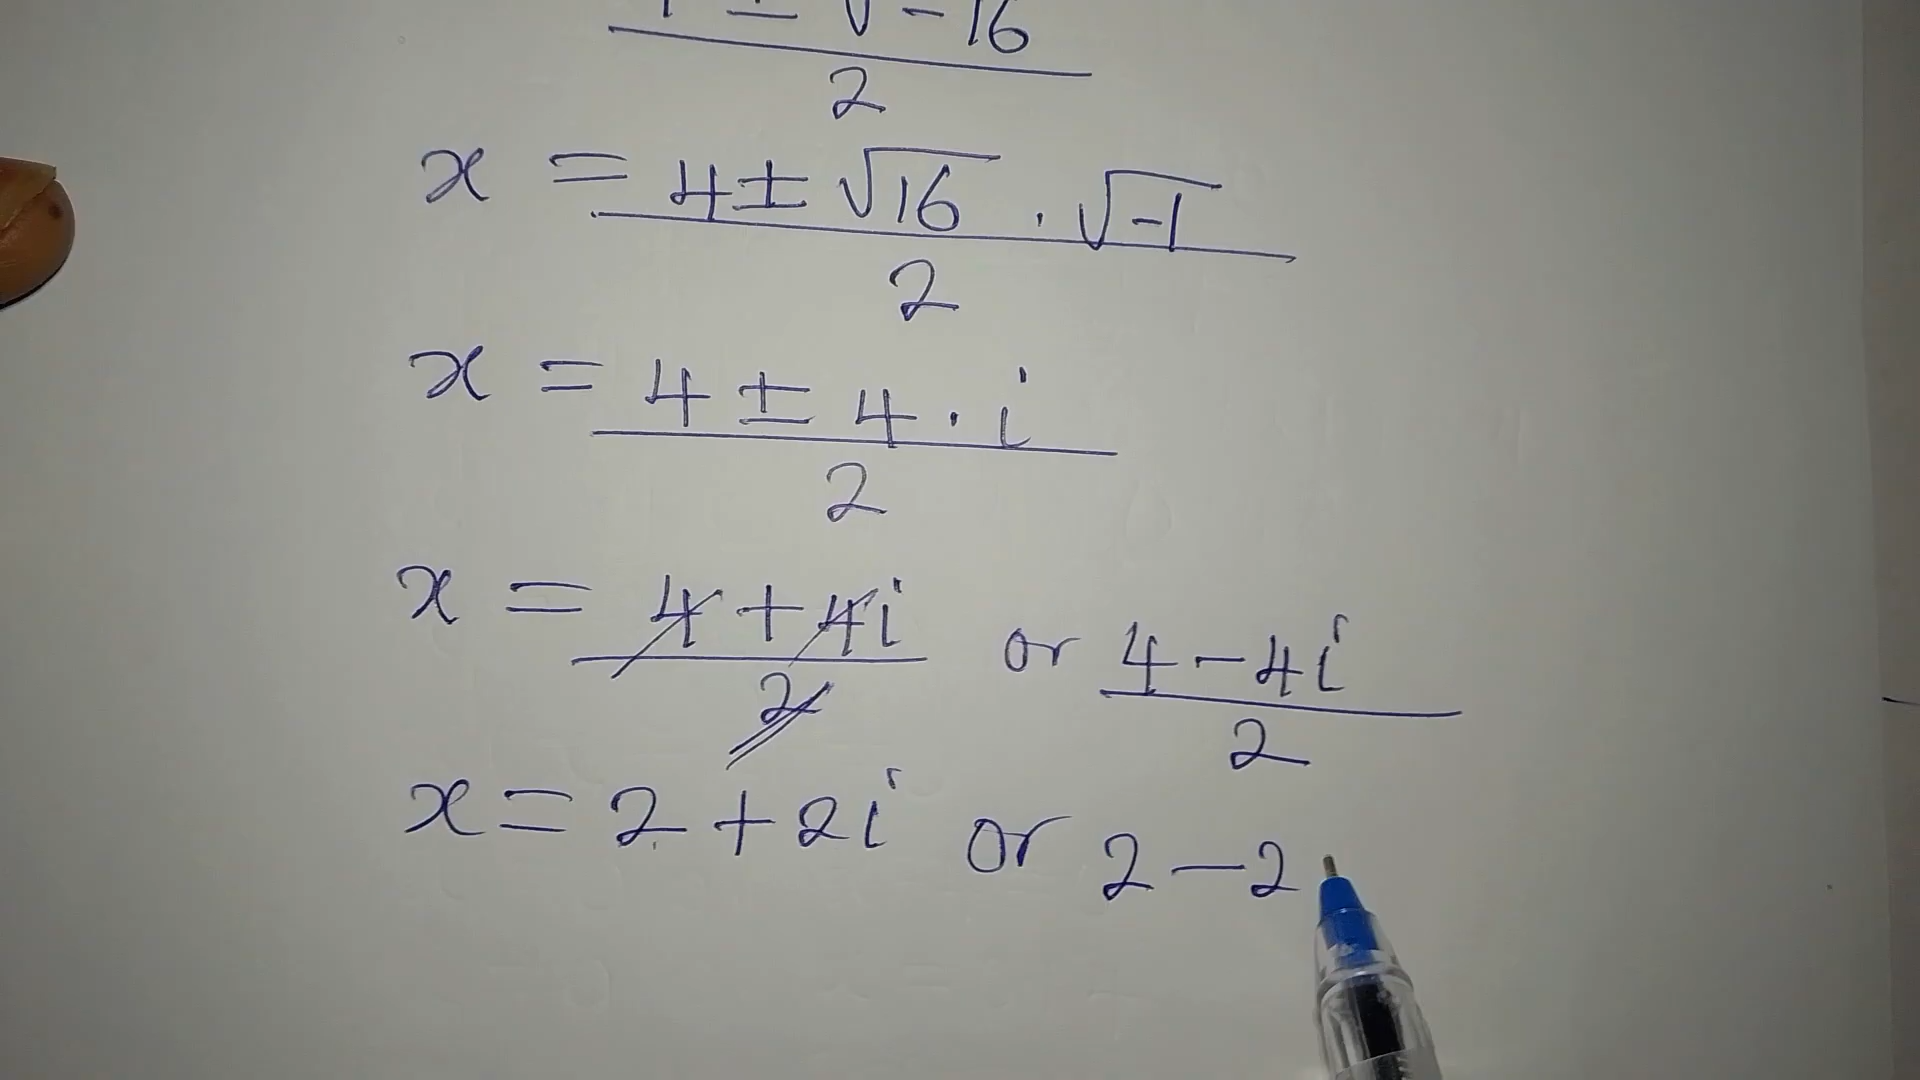 ± √-16
2
x = 4 ± √16 . √-1
2
x = 4 ± 4 . i
2
x = 4 + 4i or 4 - 4i
2 2
x = 2 + 2i or 2 - 2